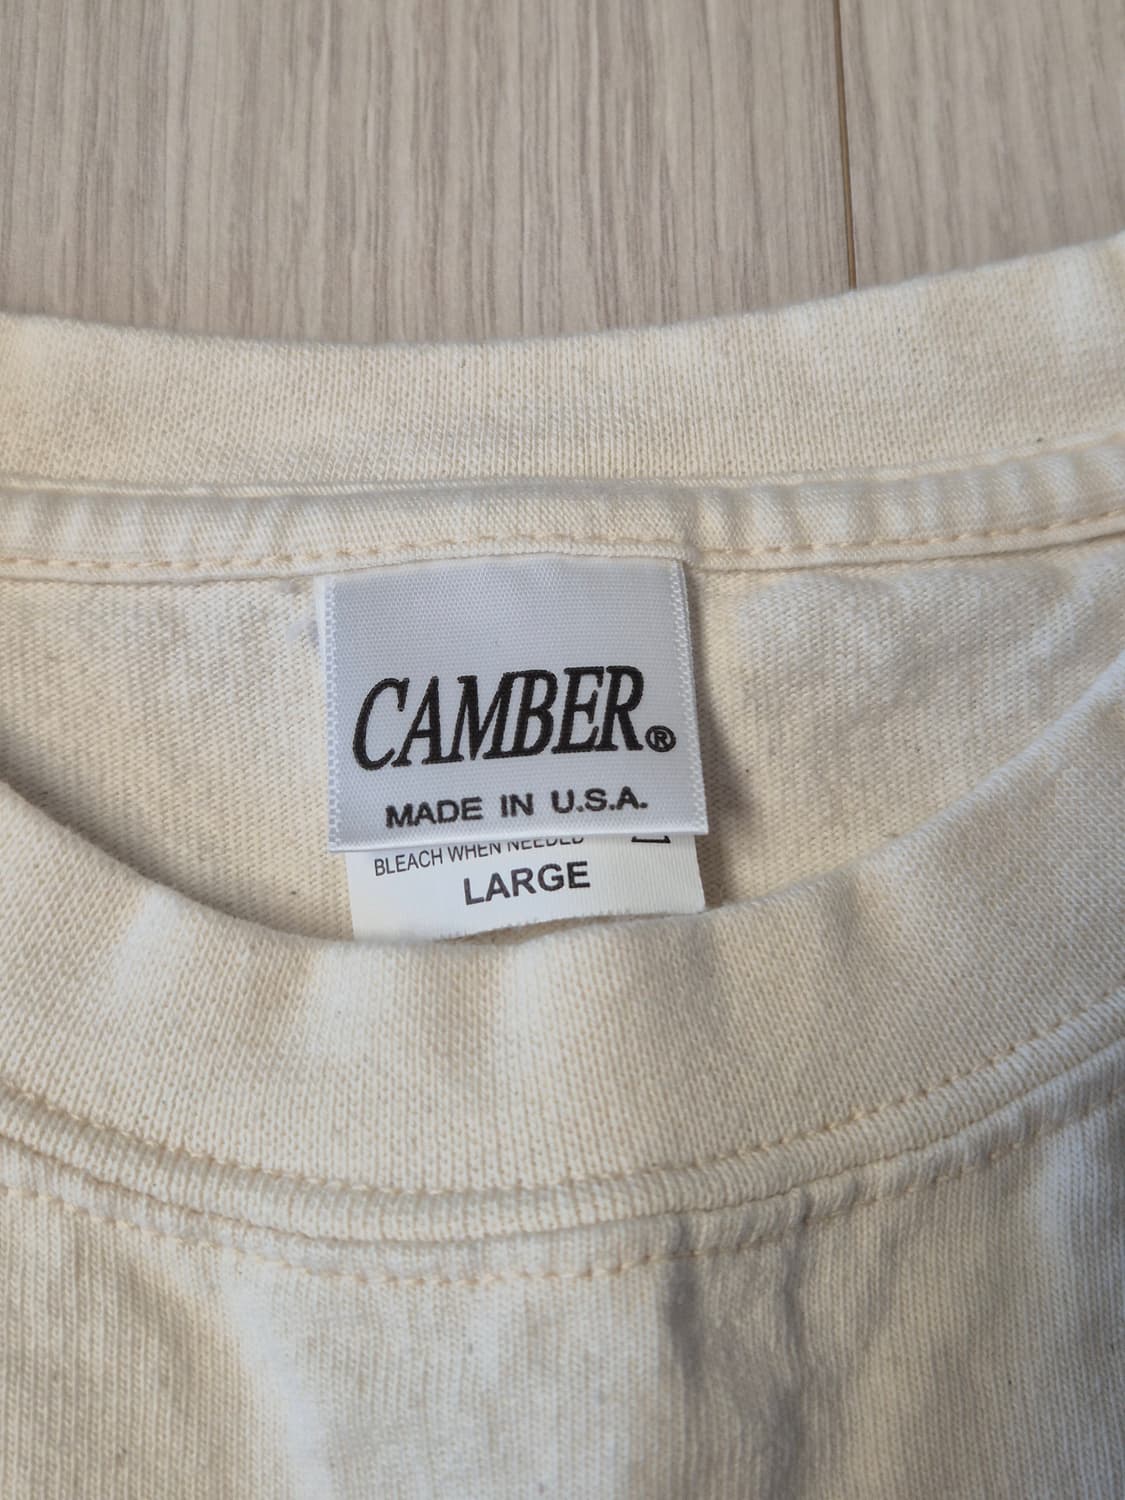 CAMBER®
MADE IN U.S.A.
BLEACH WHEN NEEDED
LARGE